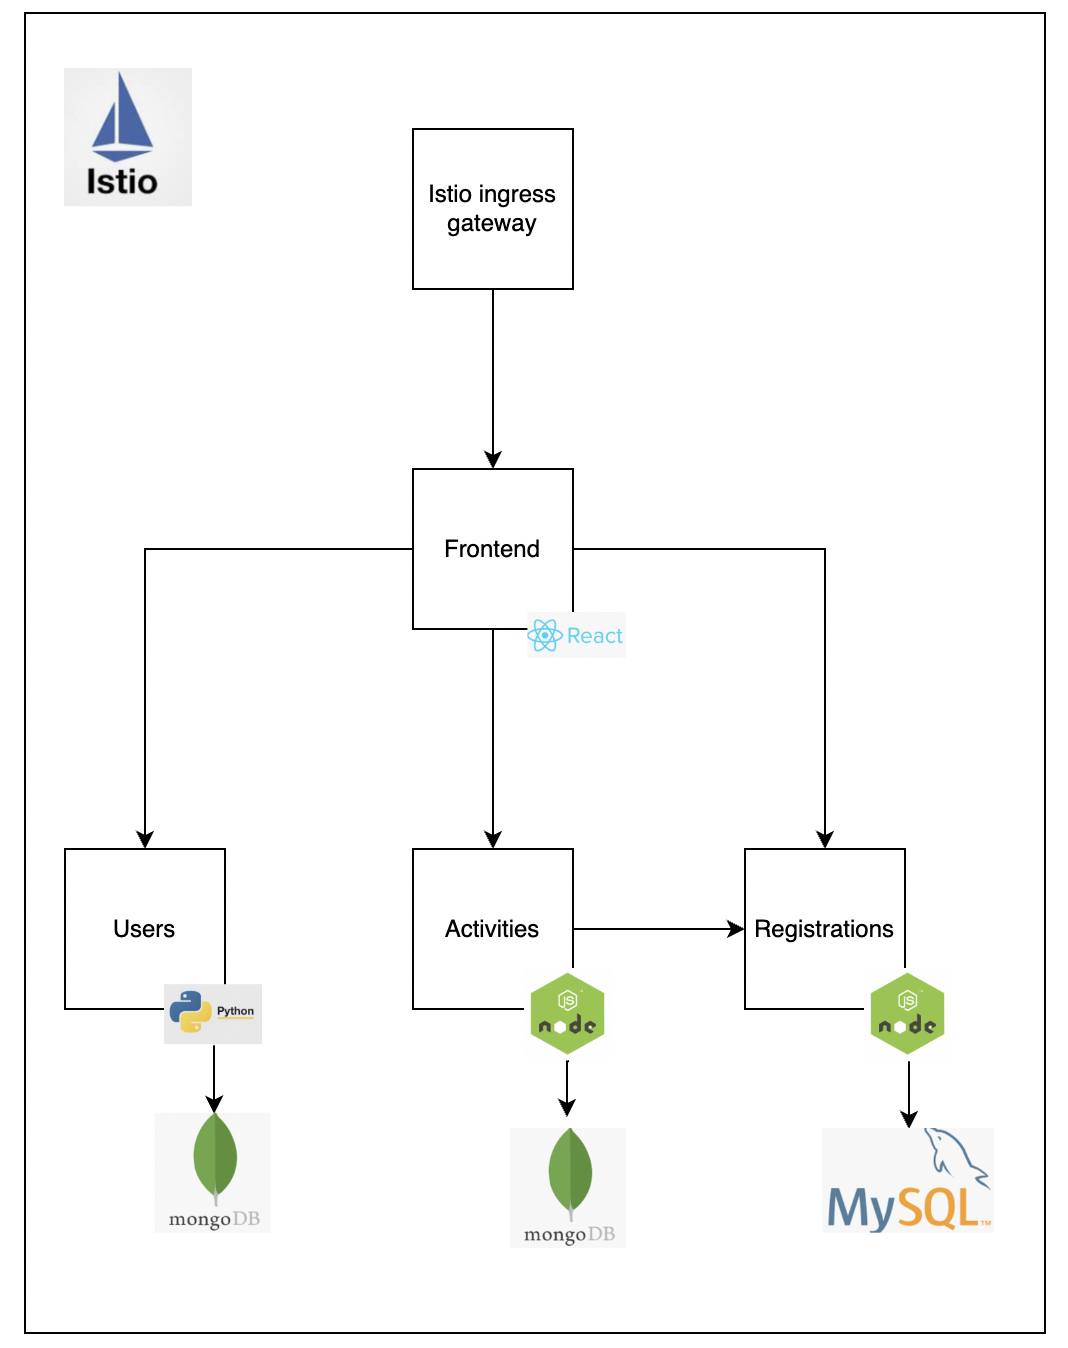 Istio
Istio ingress
gateway
Frontend
React
Users
Activities
Registrations
Python
JS
node
JS
node
mongoDB
mongoDB
MySQL™